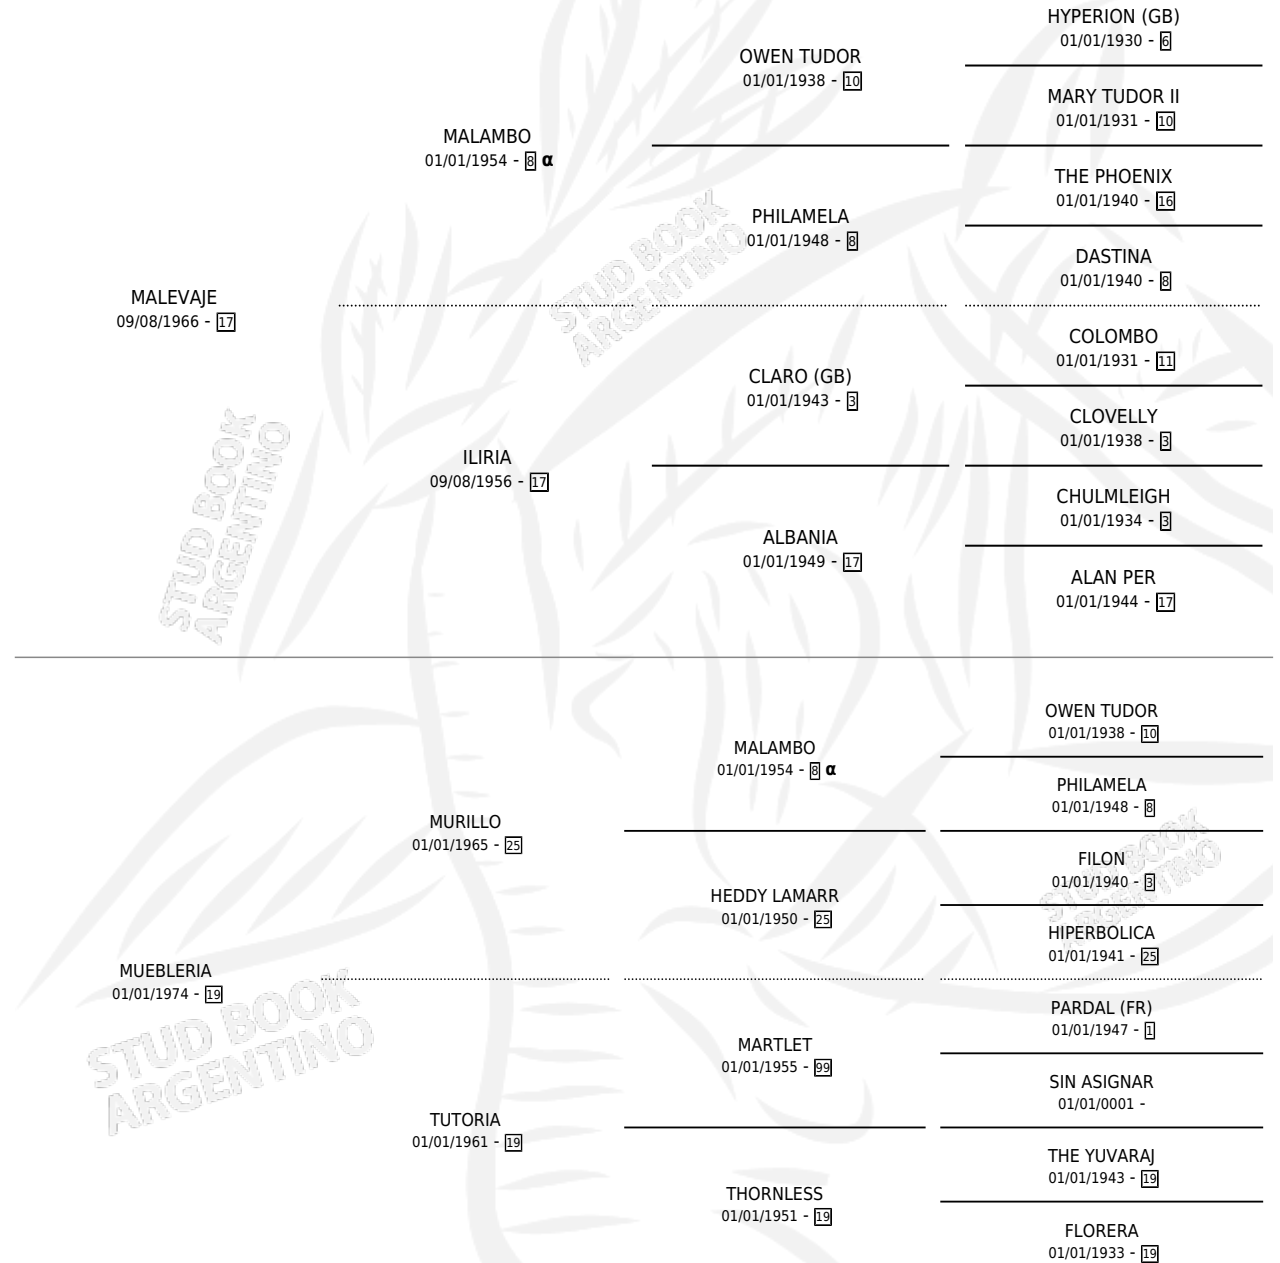 HYPERION (GB)
01/01/1930 - 6
OWEN TUDOR
01/01/1938 - 10
MARY TUDOR II
01/01/1931 - 10
MALAMBO
01/01/1954 - 8 α
THE PHOENIX
01/01/1940 - 16
PHILAMELA
01/01/1948 - 8
DASTINA
01/01/1940 - 8
MALEVAJE
09/08/1966 - 17
COLOMBO
01/01/1931 - 11
CLARO (GB)
01/01/1943 - 3
CLOVELLY
01/01/1938 - 3
ILIRIA
09/08/1956 - 17
CHULMLEIGH
01/01/1934 - 3
ALBANIA
01/01/1949 - 17
ALAN PER
01/01/1944 - 17
OWEN TUDOR
01/01/1938 - 10
MALAMBO
01/01/1954 - 8 α
PHILAMELA
01/01/1948 - 8
MURILLO
01/01/1965 - 25
FILON
01/01/1940 - 3
HEDDY LAMARR
01/01/1950 - 25
HIPERBOLICA
01/01/1941 - 25
MUEBLERIA
01/01/1974 - 19
PARDAL (FR)
01/01/1947 - 1
MARTLET
01/01/1955 - 99
SIN ASIGNAR
01/01/0001 -
TUTORIA
01/01/1961 - 19
THE YUVARAJ
01/01/1943 - 19
THORNLESS
01/01/1951 - 19
FLORERA
01/01/1933 - 19
STUD BOOK
ARGENTINO
STUD BOOK
ARGENTINO
STUD BOOK
ARGENTINO
STUD BOOK
ARGENTINO